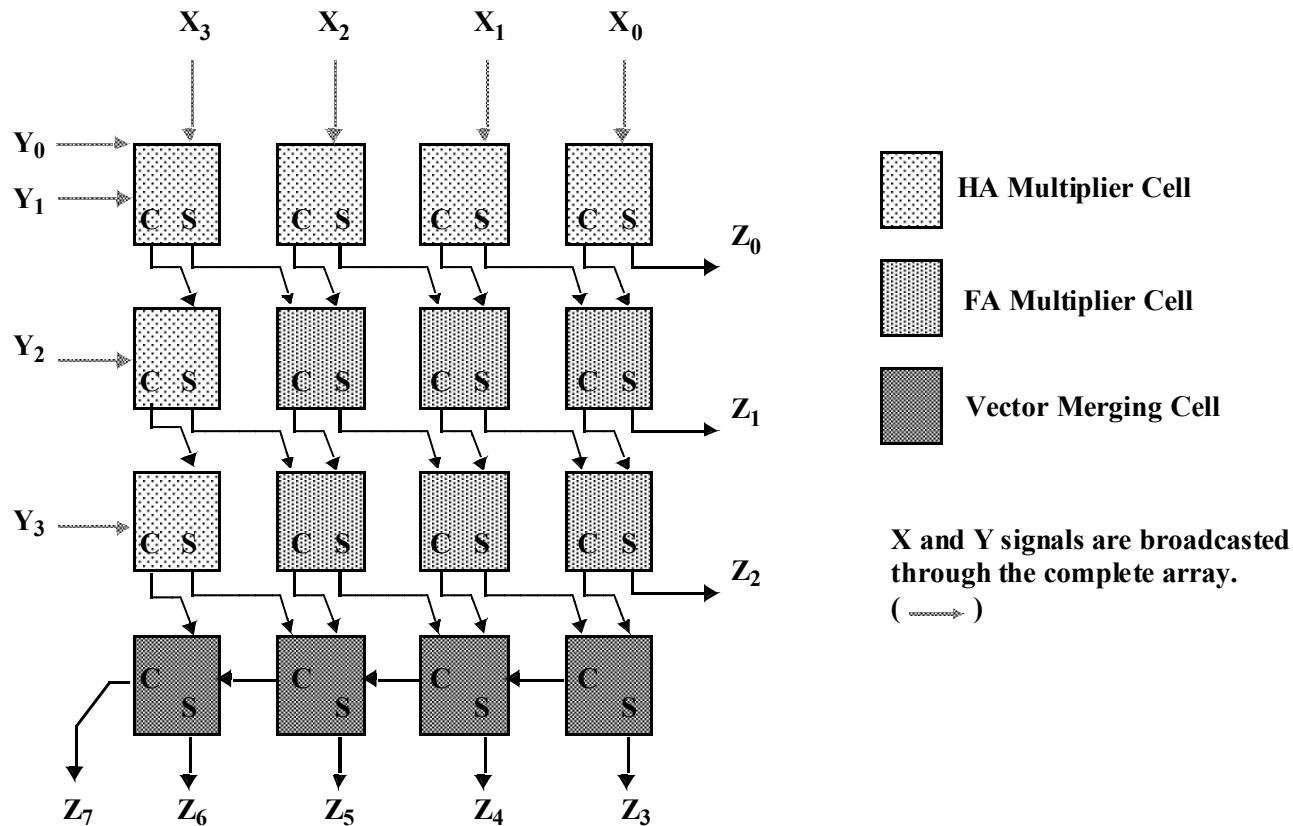 X3 X2 X1 X0
Y0
Y1
C S C S C S C S
Z0
HA Multiplier Cell
Y2
C S C S C S C S
Z1
FA Multiplier Cell
Vector Merging Cell
Y3
C S C S C S C S
Z2
X and Y signals are broadcasted
through the complete array.
( )
C C C C
S S S S
Z7 Z6 Z5 Z4 Z3